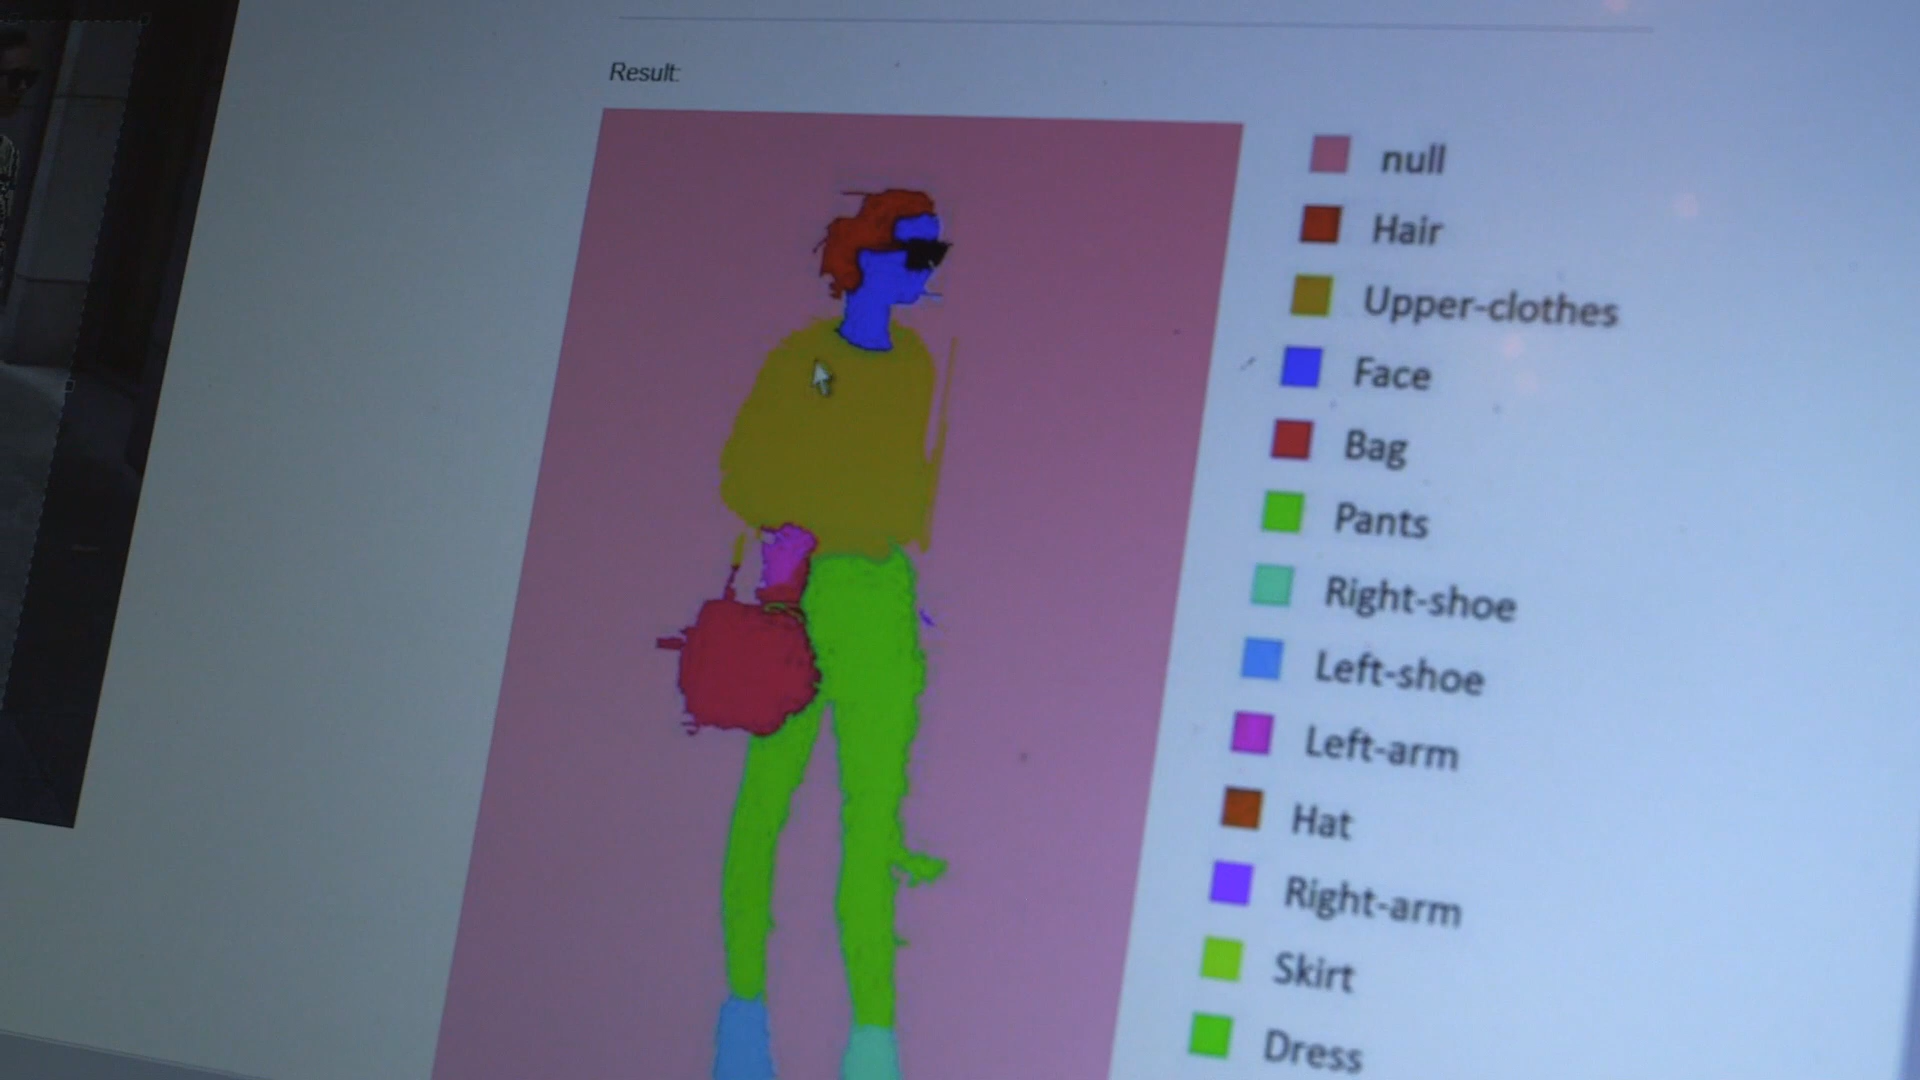 Result:
null
Hair
Upper-clothes
Face
Bag
Pants
Right-shoe
Left-shoe
Left-arm
Hat
Right-arm
Skirt
Dress